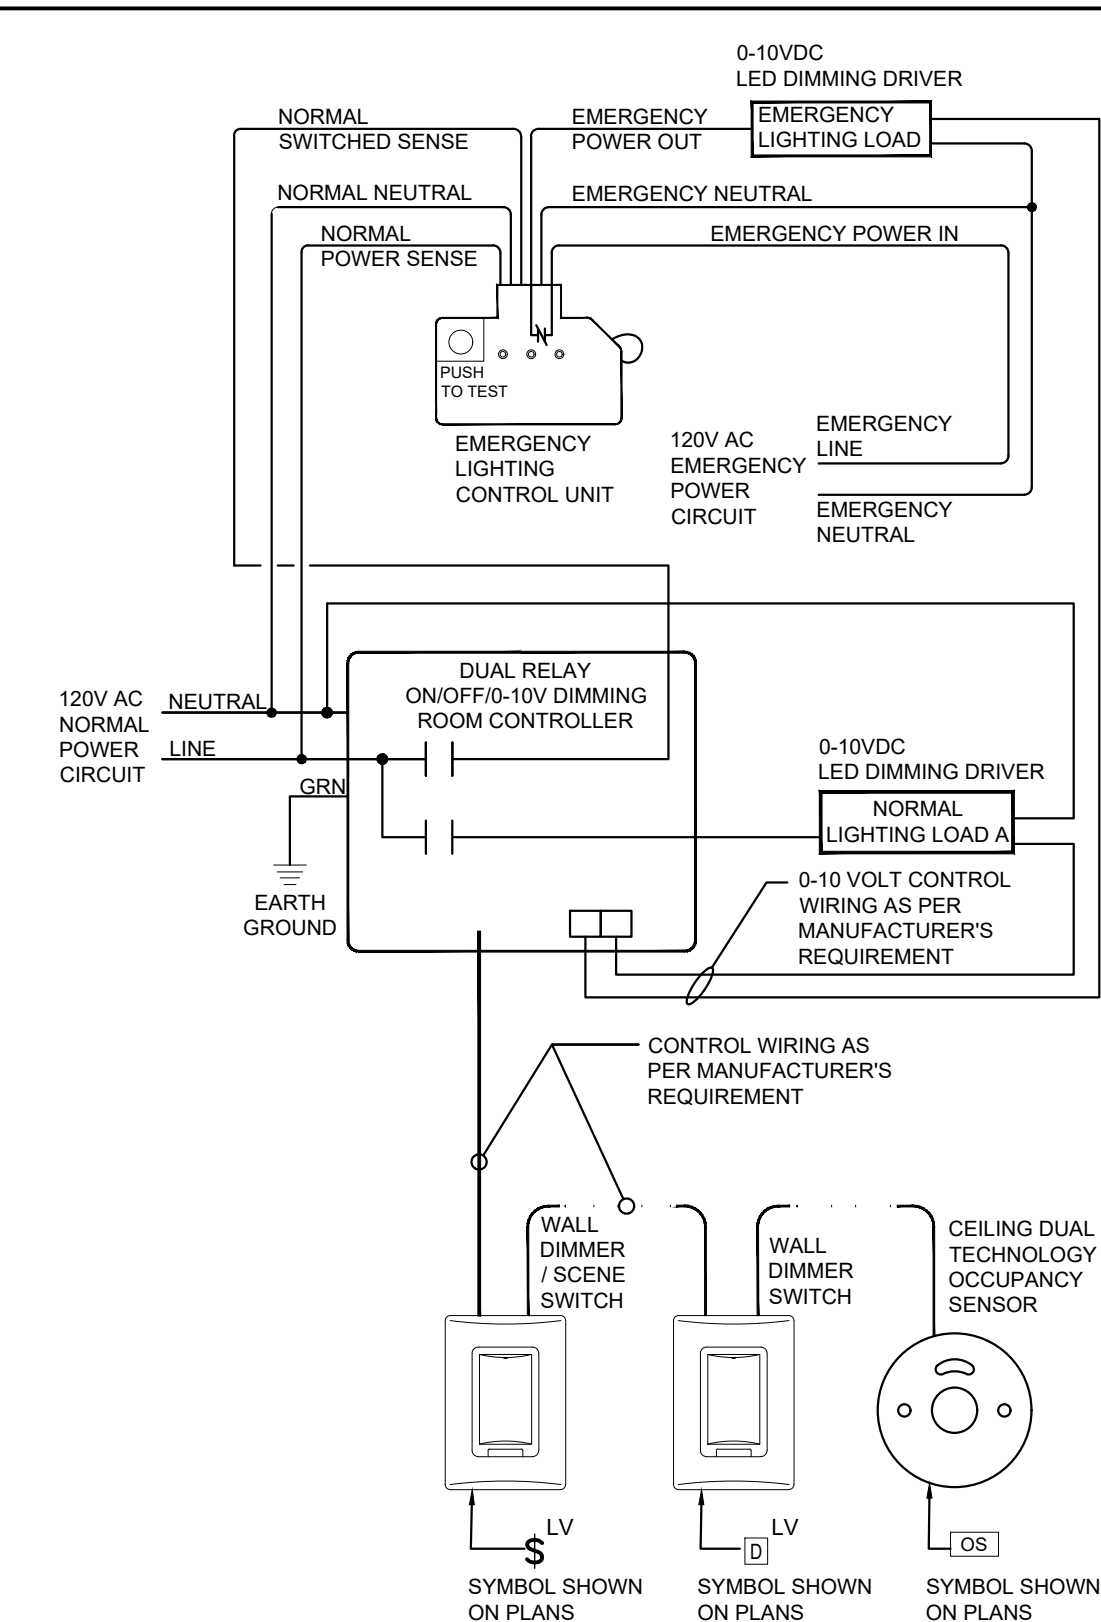 0-10VDC
LED DIMMING DRIVER
NORMAL
SWITCHED SENSE
EMERGENCY
POWER OUT
EMERGENCY
LIGHTING LOAD
NORMAL NEUTRAL
EMERGENCY NEUTRAL
NORMAL
POWER SENSE
EMERGENCY POWER IN
N
PUSH
TO TEST
EMERGENCY
LIGHTING
CONTROL UNIT
120V AC
EMERGENCY
POWER
CIRCUIT
EMERGENCY
LINE
EMERGENCY
NEUTRAL
DUAL RELAY
ON/OFF/0-10V DIMMING
ROOM CONTROLLER
120V AC
NORMAL
POWER
CIRCUIT
NEUTRAL
LINE
GRN
EARTH
GROUND
0-10VDC
LED DIMMING DRIVER
NORMAL
LIGHTING LOAD A
0-10 VOLT CONTROL
WIRING AS PER
MANUFACTURER'S
REQUIREMENT
CONTROL WIRING AS
PER MANUFACTURER'S
REQUIREMENT
WALL
DIMMER
/ SCENE
SWITCH
WALL
DIMMER
SWITCH
CEILING DUAL
TECHNOLOGY
OCCUPANCY
SENSOR
$ LV
SYMBOL SHOWN
ON PLANS
D LV
SYMBOL SHOWN
ON PLANS
OS
SYMBOL SHOWN
ON PLANS